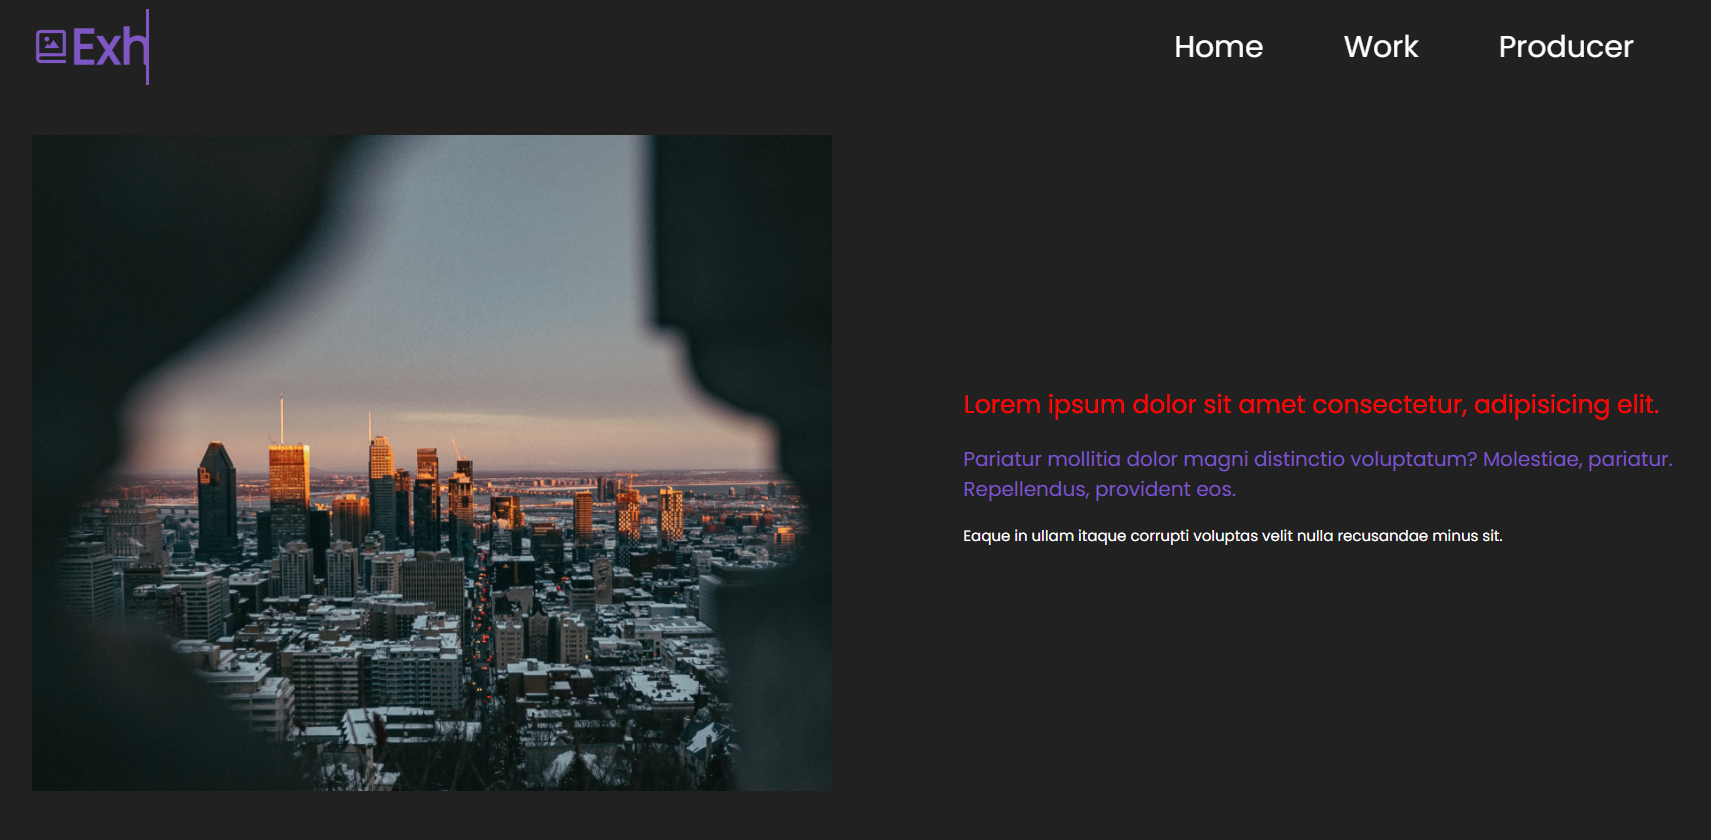 Exh
Home Work Producer
Lorem ipsum dolor sit amet consectetur, adipisicing elit.
Pariatur mollitia dolor magni distinctio voluptatum? Molestiae, pariatur.
Repellendus, provident eos.
Eaque in ullam itaque corrupti voluptas velit nulla recusandae minus sit.